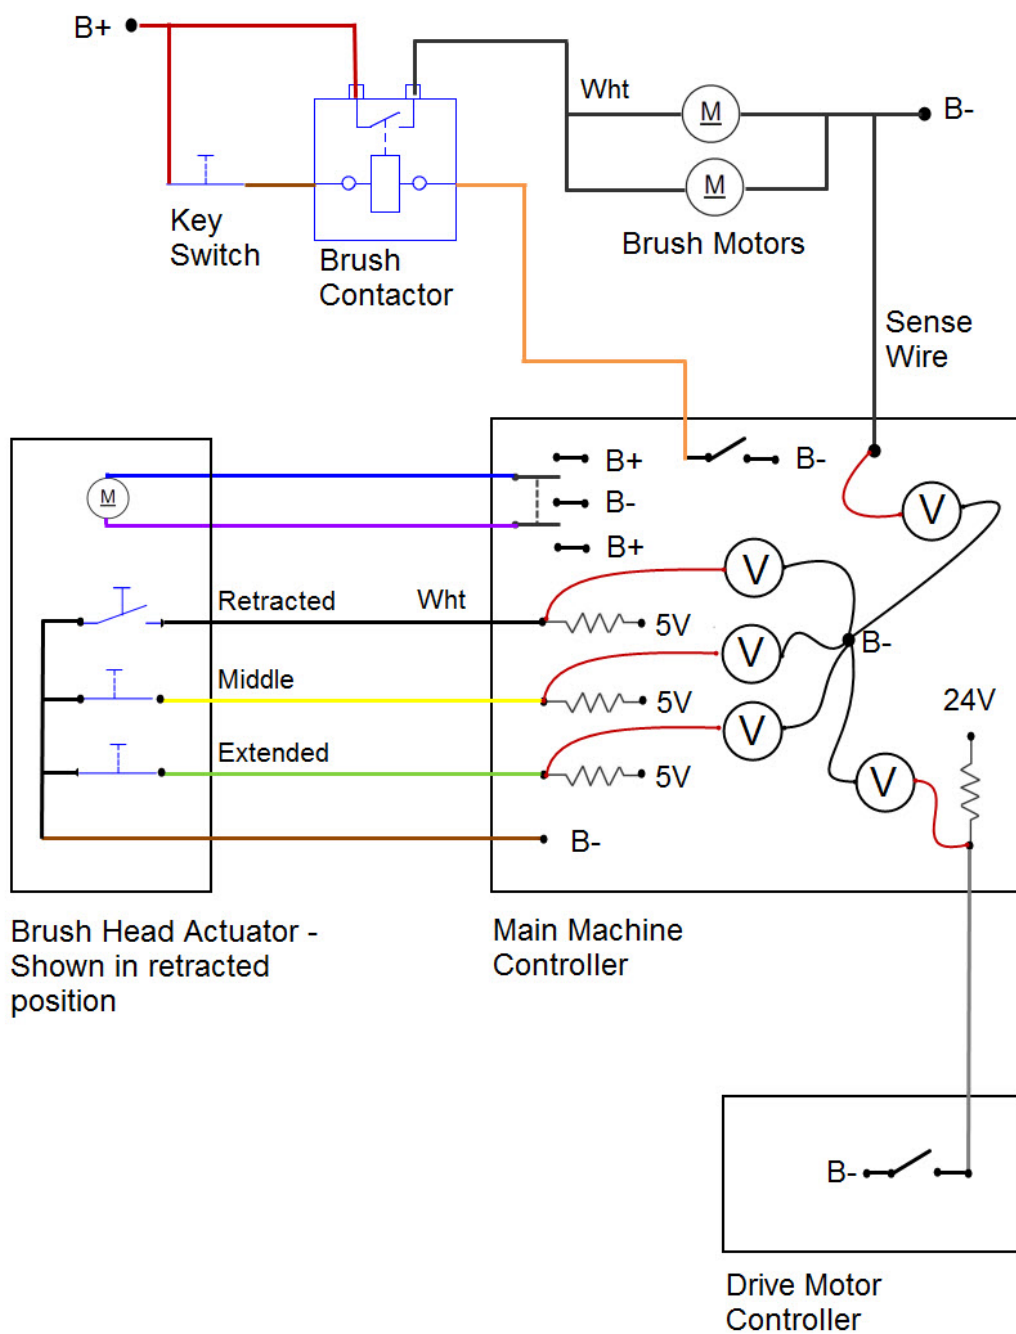 B+
Wht
M
B-
M
Key
Switch
Brush
Contactor
Brush Motors
Sense
Wire
B+
B-
M
B-
B+
V
V
Retracted
Wht
5V
V
B-
Middle
5V
24V
Extended
V
5V
V
B-
Brush Head Actuator -
Shown in retracted
position
Main Machine
Controller
B-
Drive Motor
Controller